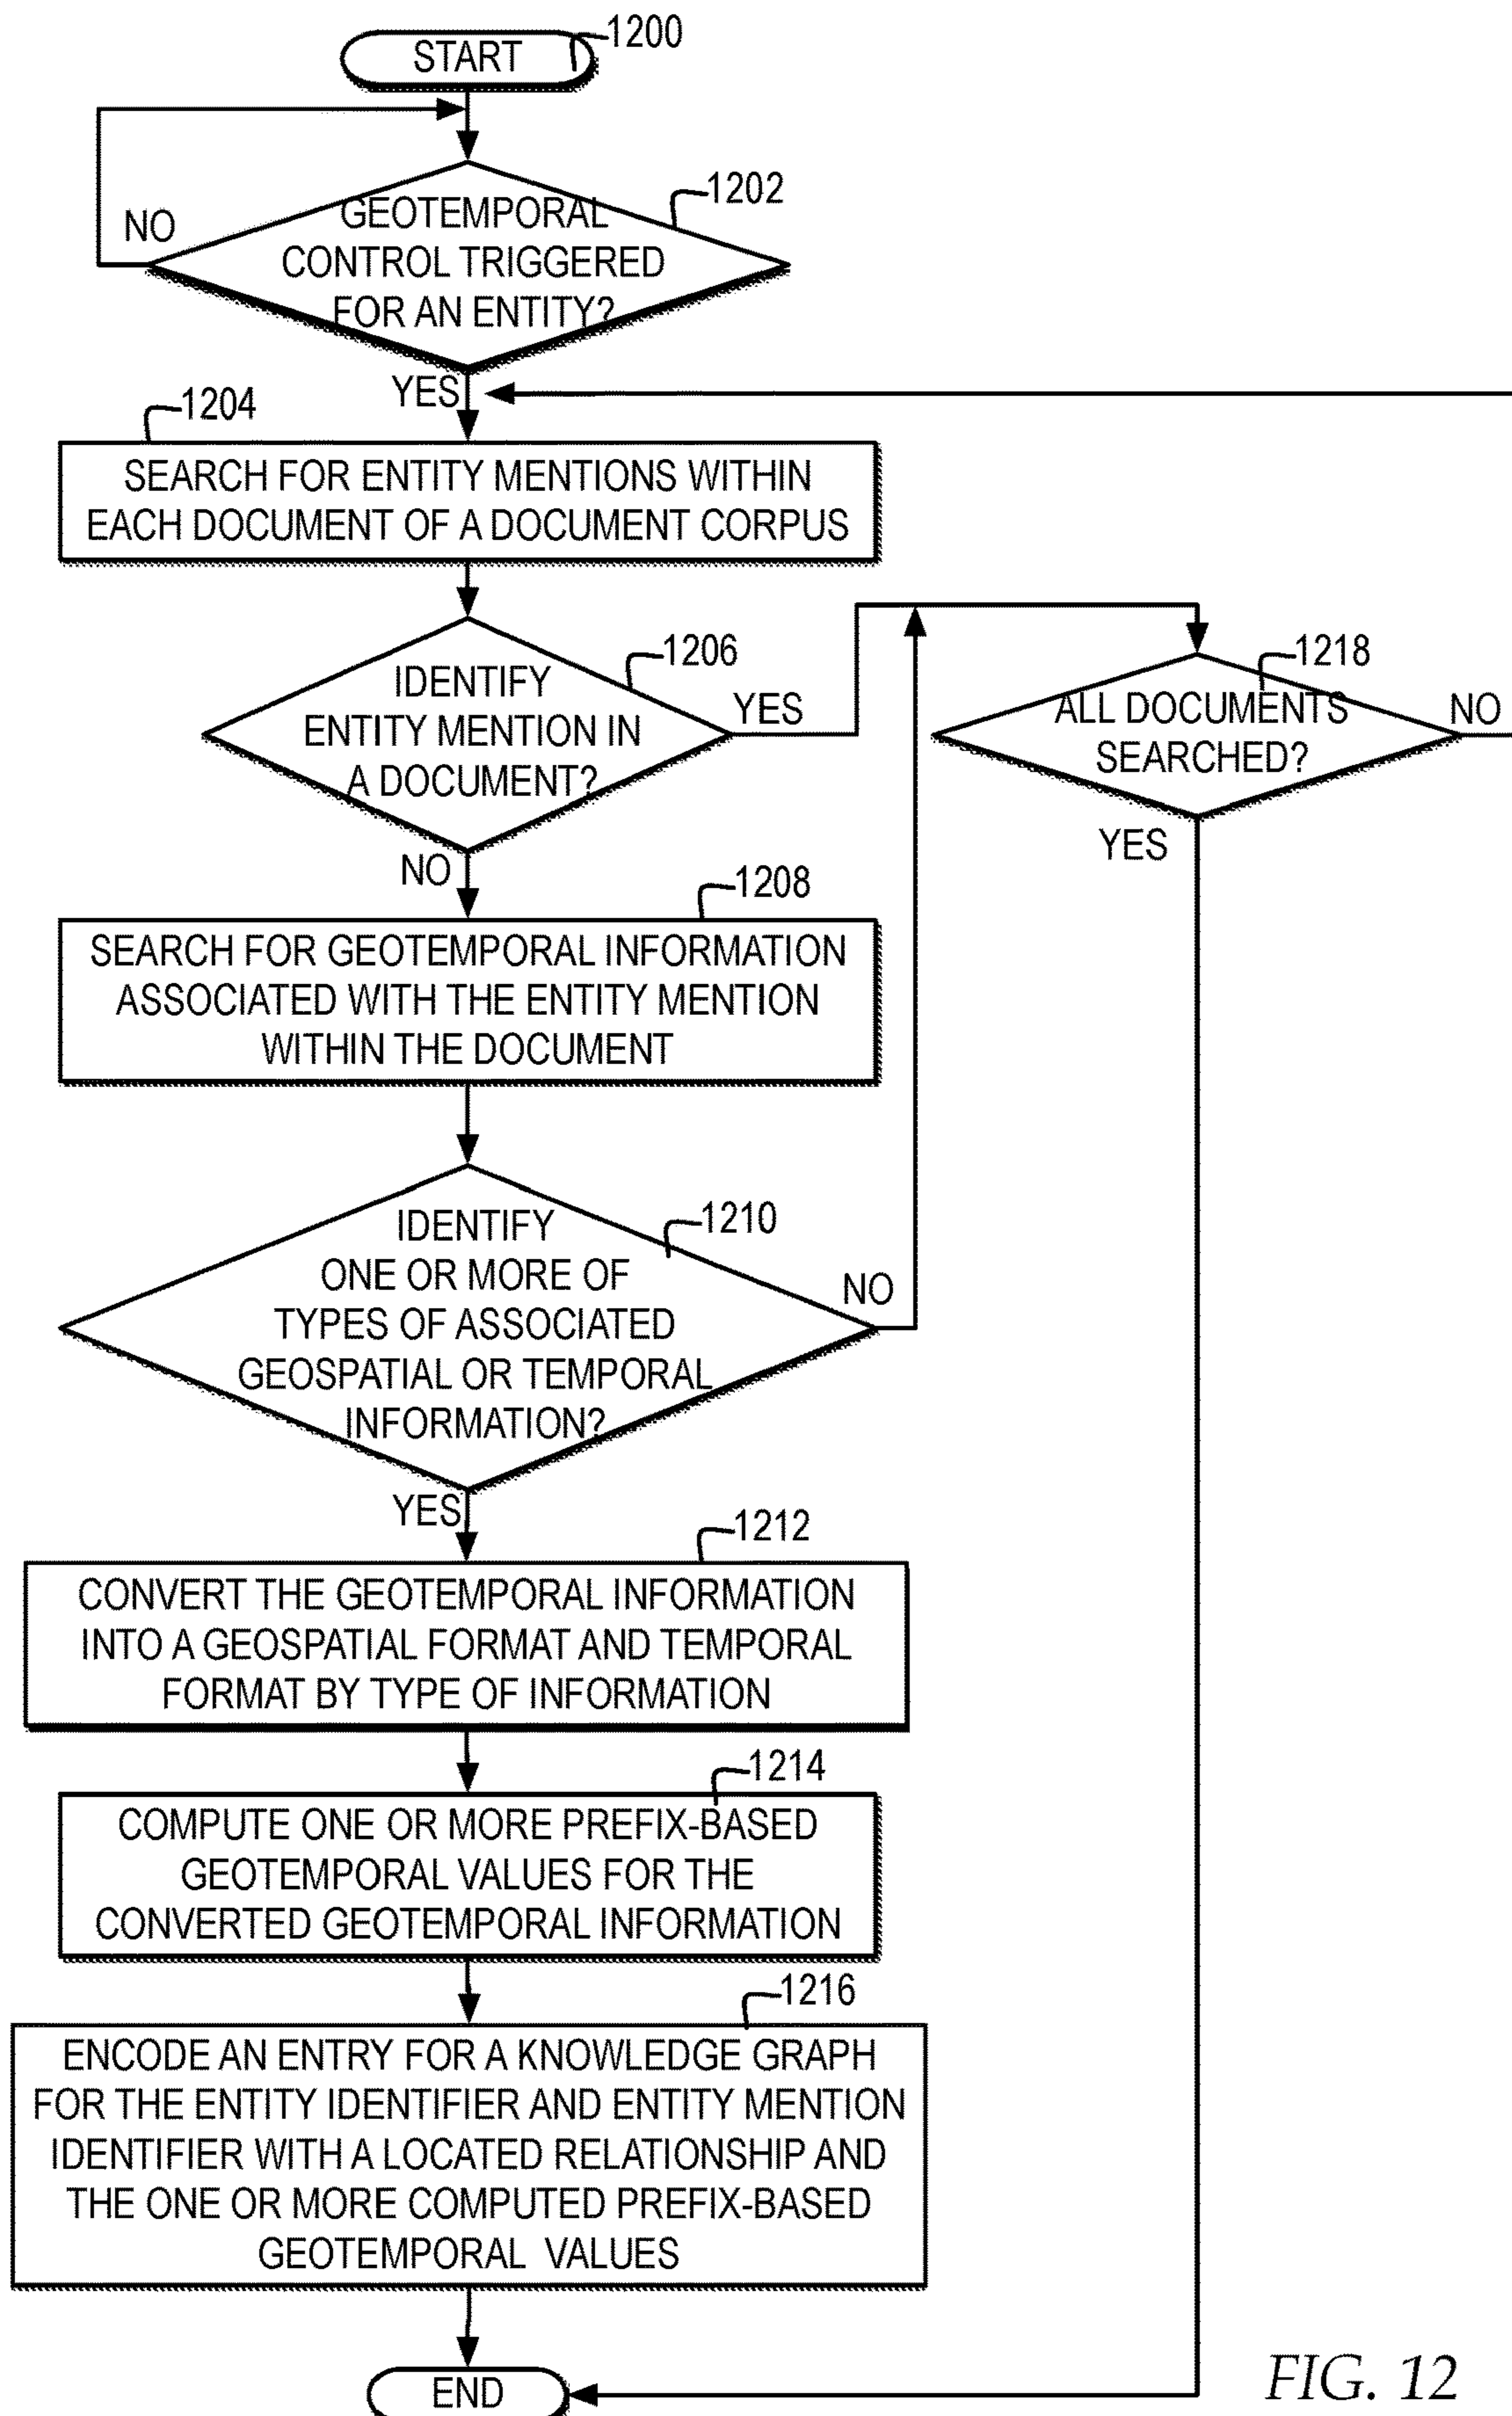 START
1200
GEOTEMPORAL
CONTROL TRIGGERED
FOR AN ENTITY?
1202
NO
YES
1204
SEARCH FOR ENTITY MENTIONS WITHIN
EACH DOCUMENT OF A DOCUMENT CORPUS
IDENTIFY
ENTITY MENTION IN
A DOCUMENT?
1206
YES
NO
ALL DOCUMENTS
SEARCHED?
1218
NO
YES
1208
SEARCH FOR GEOTEMPORAL INFORMATION
ASSOCIATED WITH THE ENTITY MENTION
WITHIN THE DOCUMENT
IDENTIFY
ONE OR MORE OF
TYPES OF ASSOCIATED
GEOSPATIAL OR TEMPORAL
INFORMATION?
1210
NO
YES
1212
CONVERT THE GEOTEMPORAL INFORMATION
INTO A GEOSPATIAL FORMAT AND TEMPORAL
FORMAT BY TYPE OF INFORMATION
1214
COMPUTE ONE OR MORE PREFIX-BASED
GEOTEMPORAL VALUES FOR THE
CONVERTED GEOTEMPORAL INFORMATION
1216
ENCODE AN ENTRY FOR A KNOWLEDGE GRAPH
FOR THE ENTITY IDENTIFIER AND ENTITY MENTION
IDENTIFIER WITH A LOCATED RELATIONSHIP AND
THE ONE OR MORE COMPUTED PREFIX-BASED
GEOTEMPORAL VALUES
END
FIG. 12